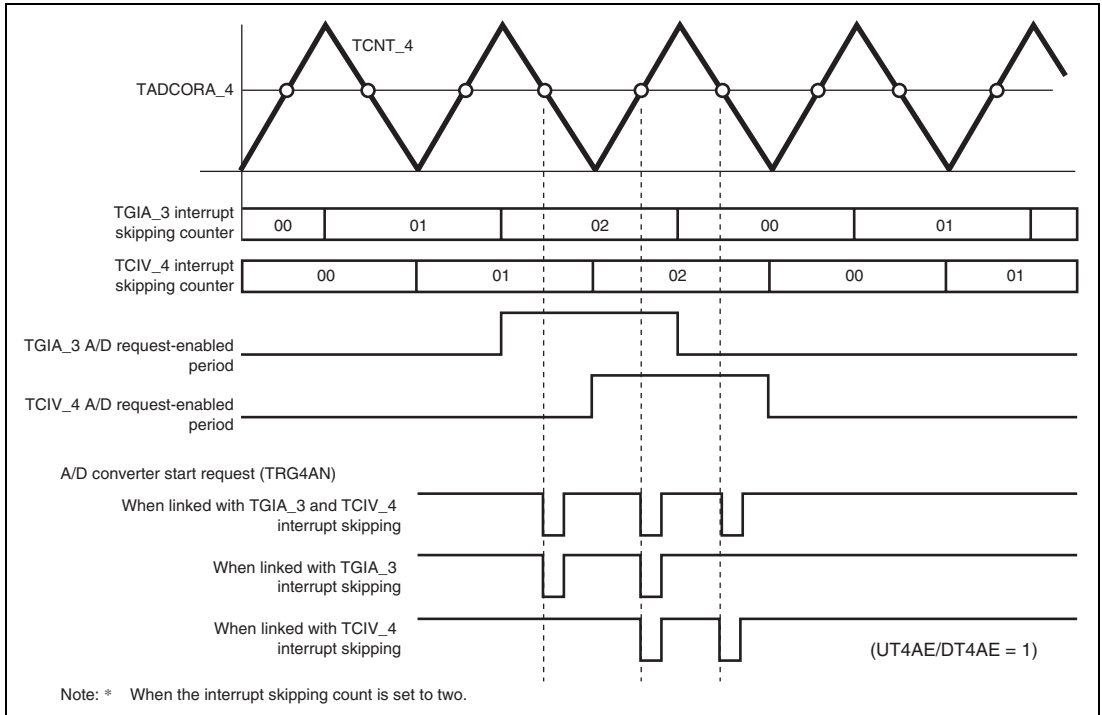 TCNT_4
TADCORA_4
TGIA_3 interrupt
skipping counter
00 01 02 00 01
TCIV_4 interrupt
skipping counter
00 01 02 00 01
TGIA_3 A/D request-enabled
period
TCIV_4 A/D request-enabled
period
A/D converter start request (TRG4AN)
When linked with TGIA_3 and TCIV_4
interrupt skipping
When linked with TGIA_3
interrupt skipping
When linked with TCIV_4
interrupt skipping
(UT4AE/DT4AE = 1)
Note: * When the interrupt skipping count is set to two.